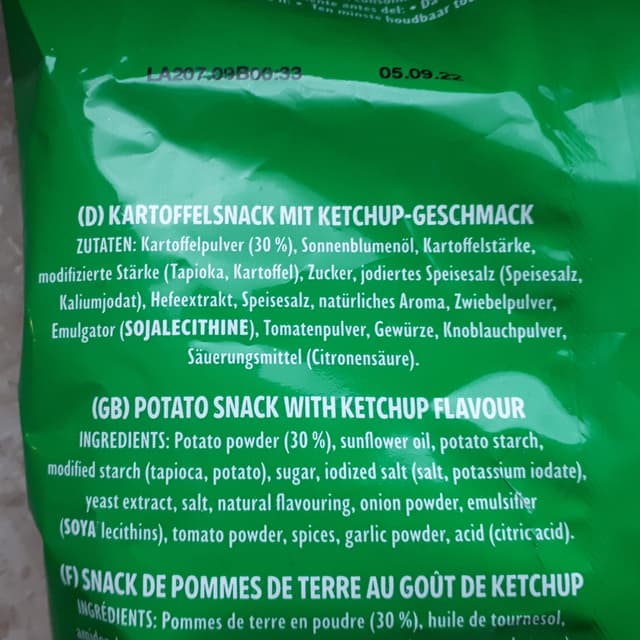 Ten minste houdbaar to
LA207.09B06:33 05.09.22
(D) KARTOFFELSNACK MIT KETCHUP-GESCHMACK
ZUTATEN: Kartoffelpulver (30 %), Sonnenblumenöl, Kartoffelstärke,
modifizierte Stärke (Tapioka, Kartoffel), Zucker, jodiertes Speisesalz (Speisesalz,
Kaliumjodat), Hefeextrakt, Speisesalz, natürliches Aroma, Zwiebelpulver,
Emulgator (SOJALECITHINE), Tomatenpulver, Gewürze, Knoblauchpulver,
Säuerungsmittel (Citronensäure).
(GB) POTATO SNACK WITH KETCHUP FLAVOUR
INGREDIENTS: Potato powder (30 %), sunflower oil, potato starch,
modified starch (tapioca, potato), sugar, iodized salt (salt, potassium iodate),
yeast extract, salt, natural flavouring, onion powder, emulsifier
(SOYA lecithins), tomato powder, spices, garlic powder, acid (citric acid).
(F) SNACK DE POMMES DE TERRE AU GOÛT DE KETCHUP
INGRÉDIENTS: Pommes de terre en poudre (30 %), huile de tournesol,